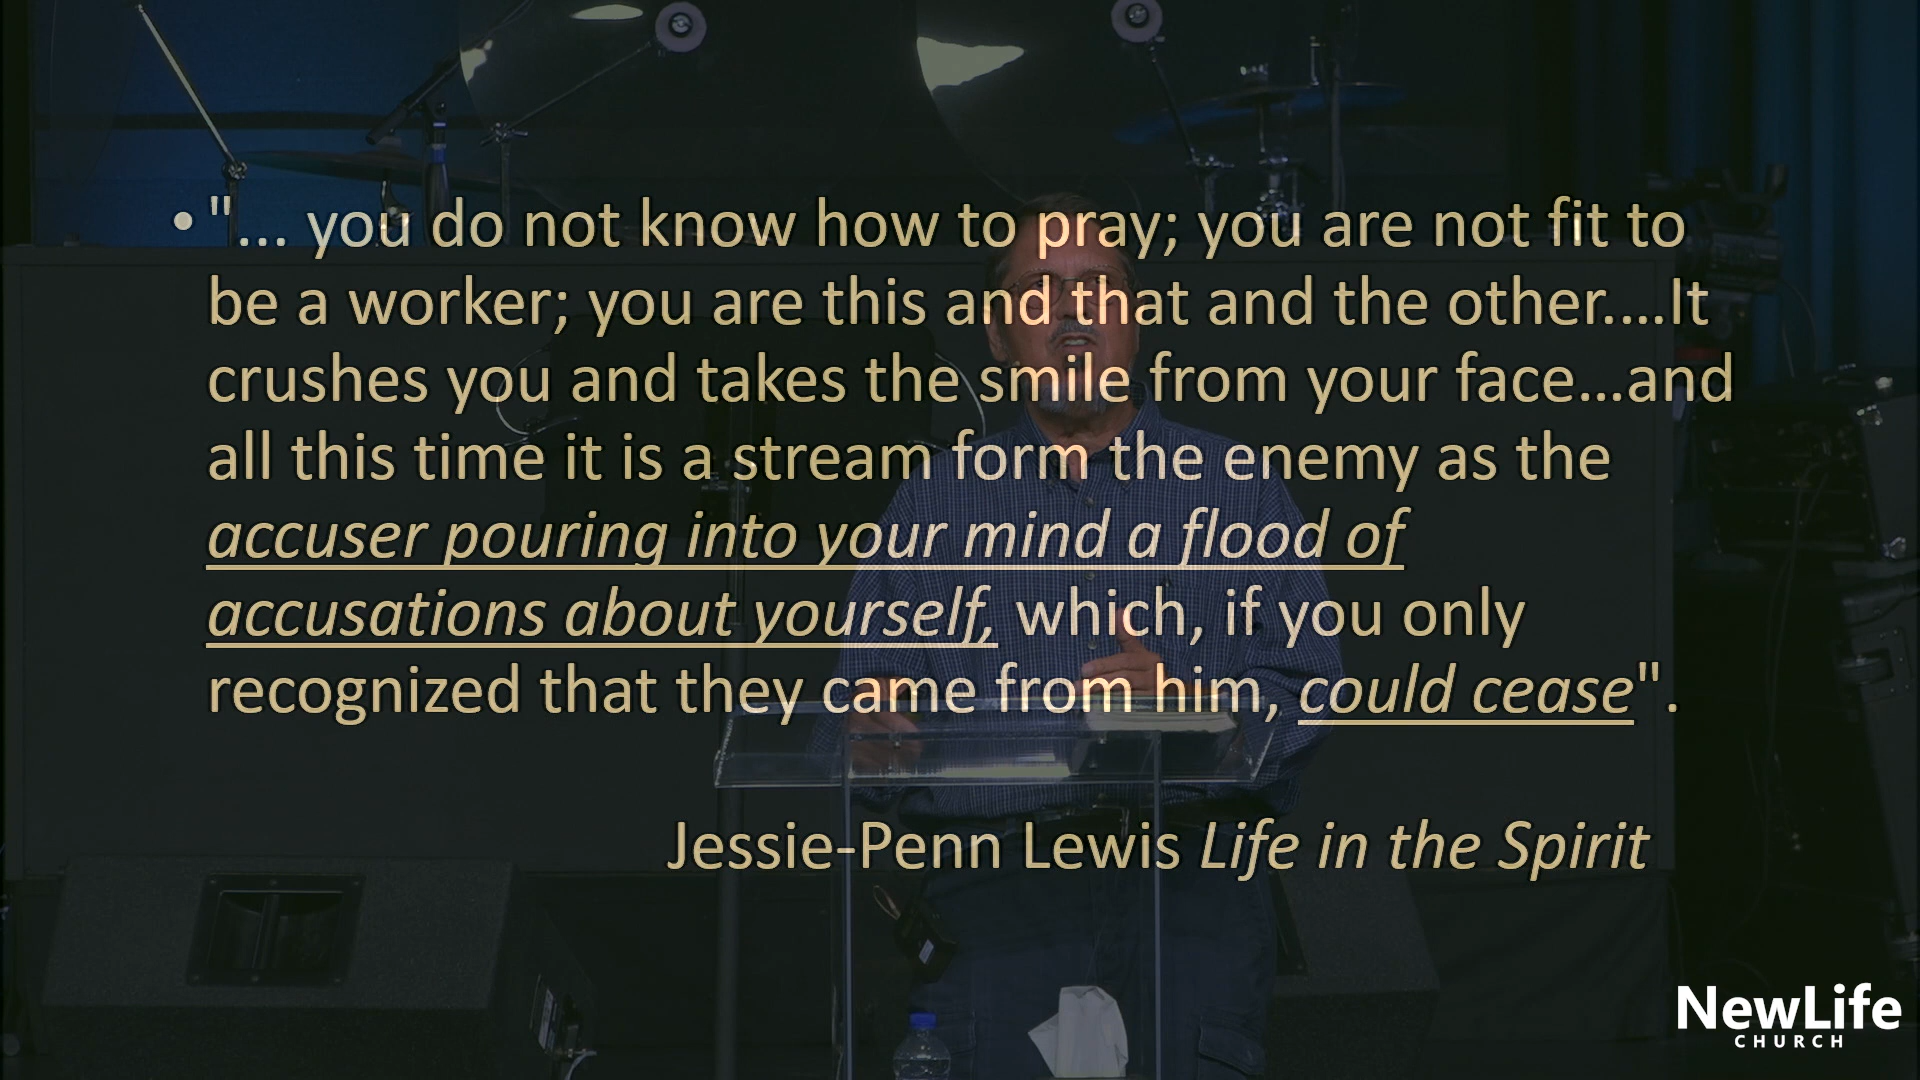 • "... you do not know how to pray; you are not fit to
be a worker; you are this and that and the other.…It
crushes you and takes the smile from your face…and
all this time it is a stream form the enemy as the
accuser pouring into your mind a flood of
accusations about yourself, which, if you only
recognized that they came from him, could cease".
Jessie-Penn Lewis Life in the Spirit
NewLife
CHURCH